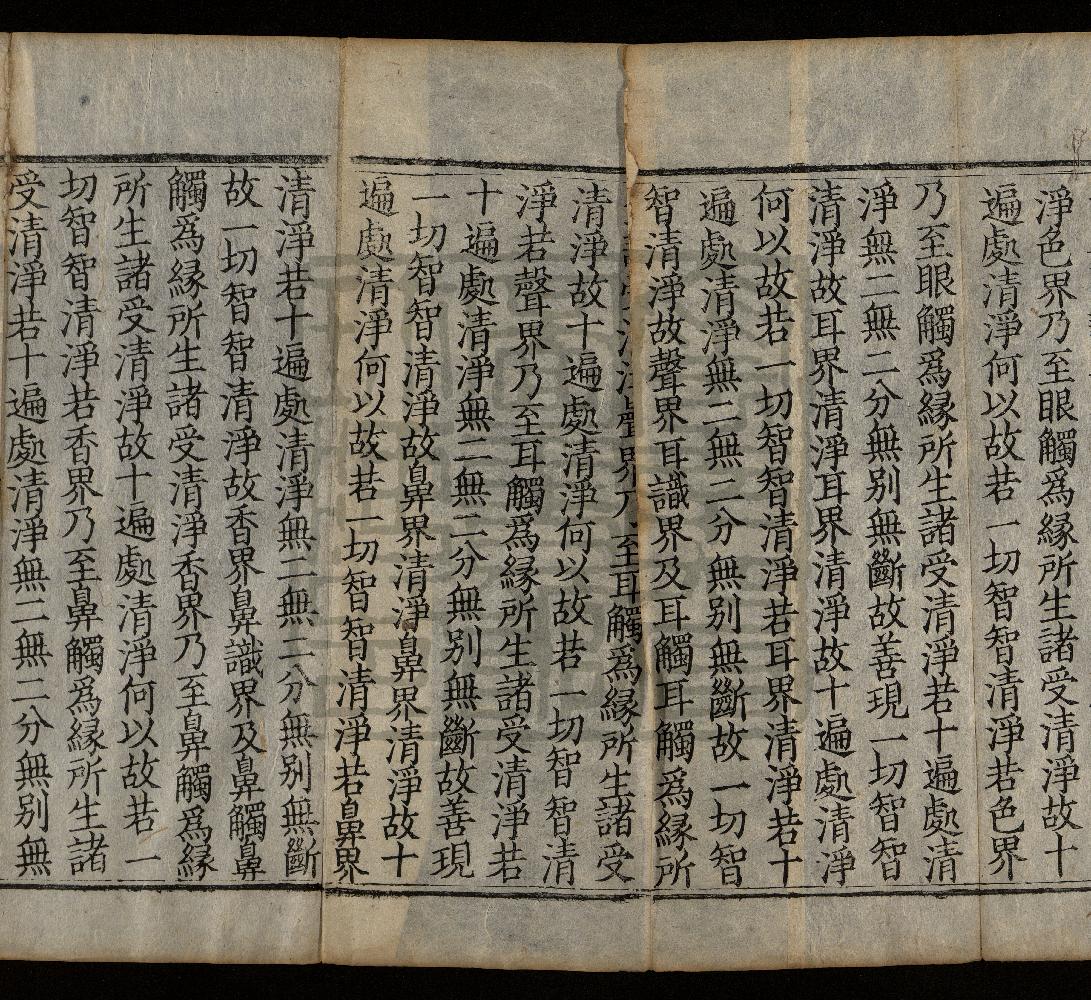 淨色界乃至眼觸爲緣所生諸受清淨故十
遍處清淨何以故若一切智智清淨若色界
乃至眼觸爲緣所生諸受清淨若十遍處清
淨無二無二分無别無斷故善現一切智智
清淨故耳界清淨耳界清淨故十遍處清淨
何以故若一切智智清淨若耳界清淨若十
遍處清淨無二無二分無别無斷故一切智
智清淨故聲界耳識界及耳觸耳觸爲緣所
聲界乃至耳觸爲緣所生諸受
清淨故十遍處清淨何以故若一切智智清
淨若聲界乃至耳觸爲緣所生諸受清淨若
十遍處清淨無二無二分無别無斷故善現
一切智智清淨故鼻界清淨鼻界清淨故十
遍處清淨何以故若一切智智清淨若鼻界
清淨若十遍處清淨無二無二分無别無斷
故一切智智清淨故香界鼻識界及鼻觸鼻
觸爲緣所生諸受清淨香界乃至鼻觸爲緣
所生諸受清淨故十遍處清淨何以故若一
切智智清淨若香界乃至鼻觸爲緣所生諸
受清淨若十遍處清淨無二無二分無别無